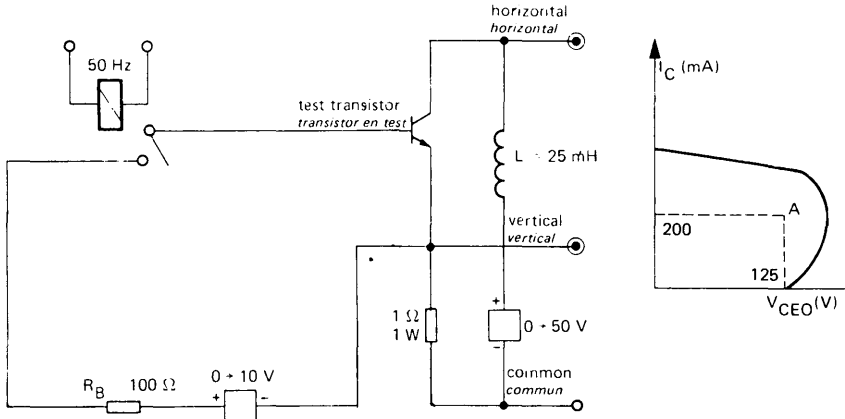 horizontal
horizontal
50 Hz
test transistor
transistor en test
L = 25 mH
vertical
vertical
1 Ω
1 W
+
0 → 50 V
-
common
commun
R_B
100 Ω
0 → 10 V
+
-
I_C (mA)
A
200
125
V_CEO (V)